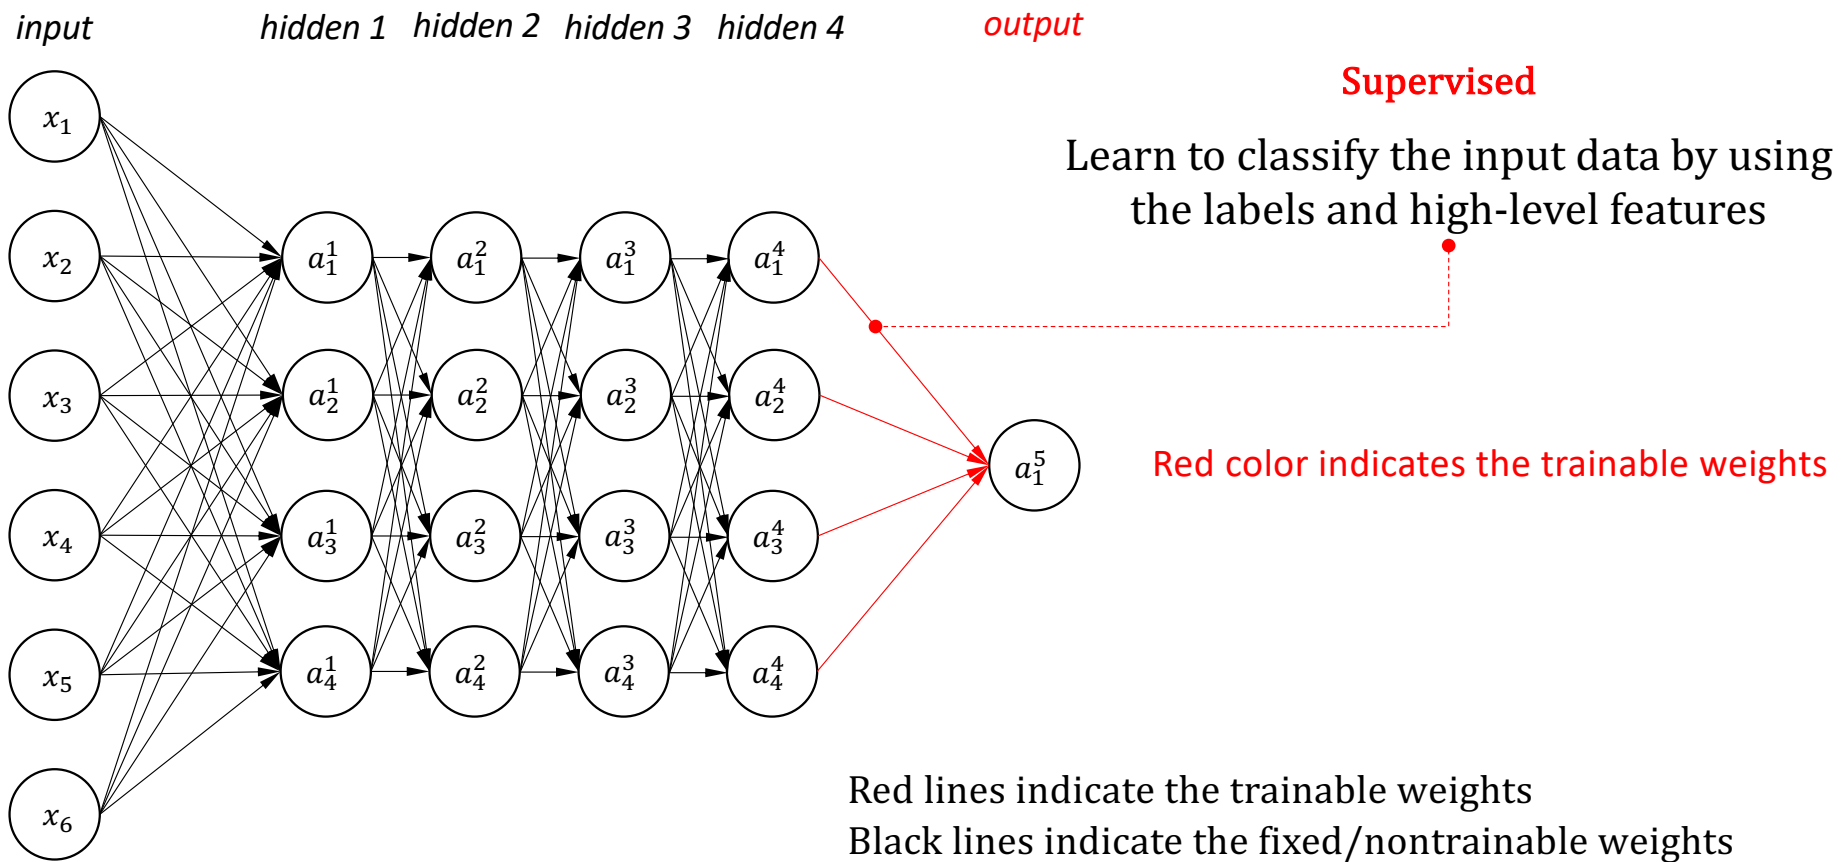 input hidden 1 hidden 2 hidden 3 hidden 4 output
Supervised
Learn to classify the input data by using
the labels and high-level features
x₁
x₂ a₁¹ a₁² a₁³ a₁⁴
x₃ a₂¹ a₂² a₂³ a₂⁴
a₁⁵ Red color indicates the trainable weights
x₄ a₃¹ a₃² a₃³ a₃⁴
x₅ a₄¹ a₄² a₄³ a₄⁴
x₆
Red lines indicate the trainable weights
Black lines indicate the fixed/nontrainable weights